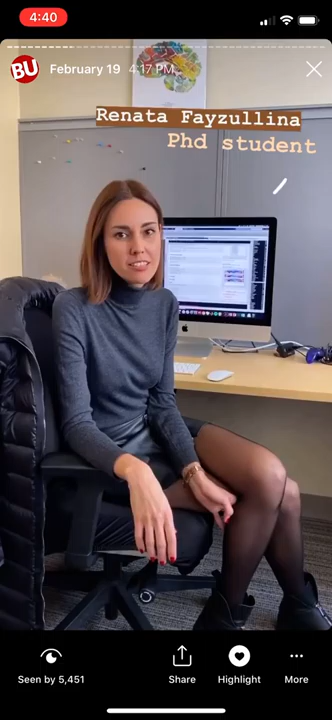 4:40
BU
February 19 4:17 PM
Renata Fayzullina
Phd student
Seen by 5,451
Share
Highlight
More